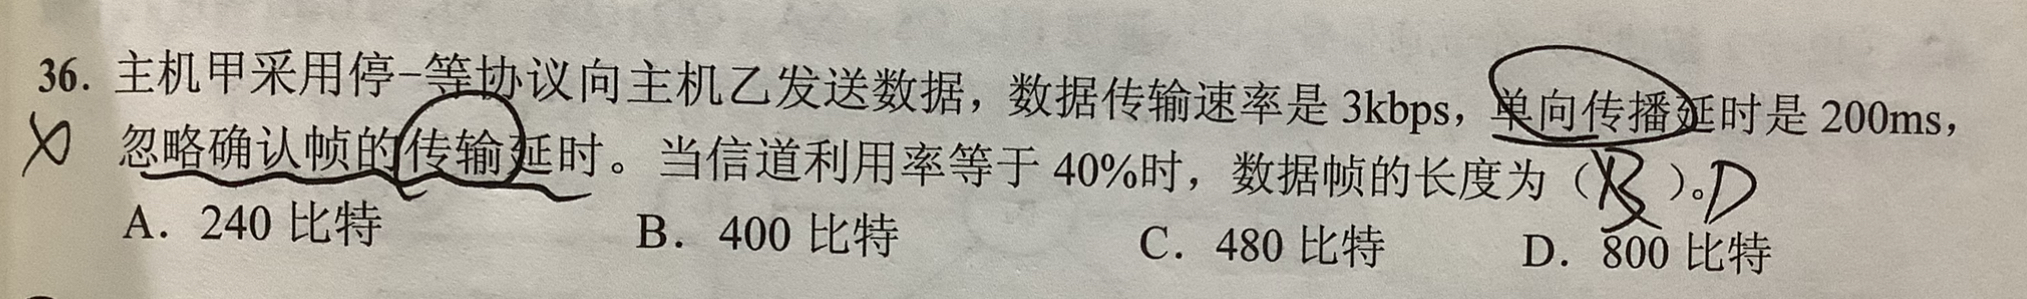 36. 主机甲采用停-等协议向主机乙发送数据，数据传输速率是 3kbps，单向传播延时是 200ms，
忽略确认帧的传输延时。当信道利用率等于 40%时，数据帧的长度为（B）。D
A. 240 比特 B. 400 比特 C. 480 比特 D. 800 比特